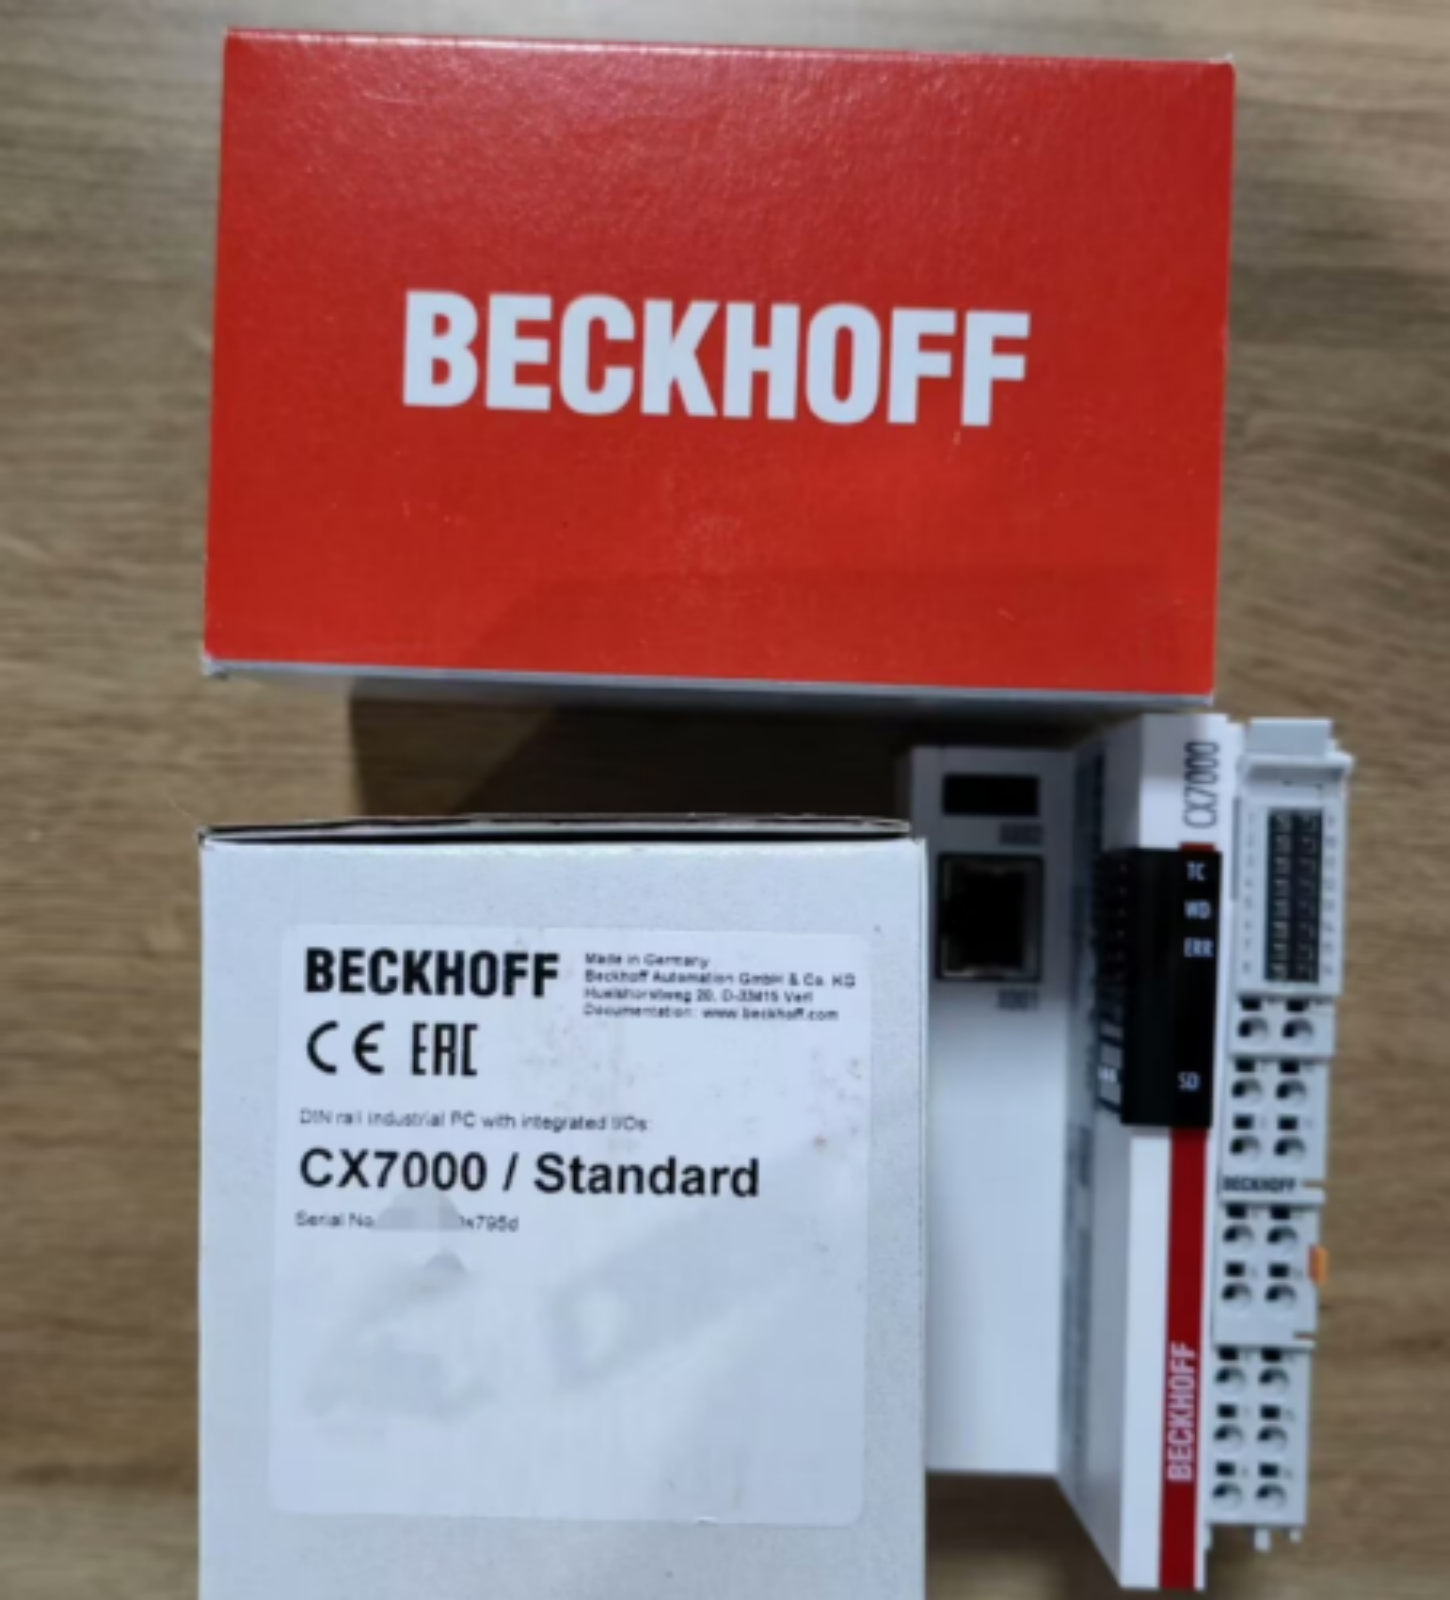 BECKHOFF
BECKHOFF
Made in Germany
Beckhoff Automation GmbH & Co. KG
Huelshorstweg 20, D-33415 Verl
Documentation: www.beckhoff.com
CE EAC
DIN rail industrial PC with integrated I/Os:
CX7000 / Standard
Serial No.
CX7000
TC
WD
ERR
SD
BECKHOFF
BECKHOFF
X001